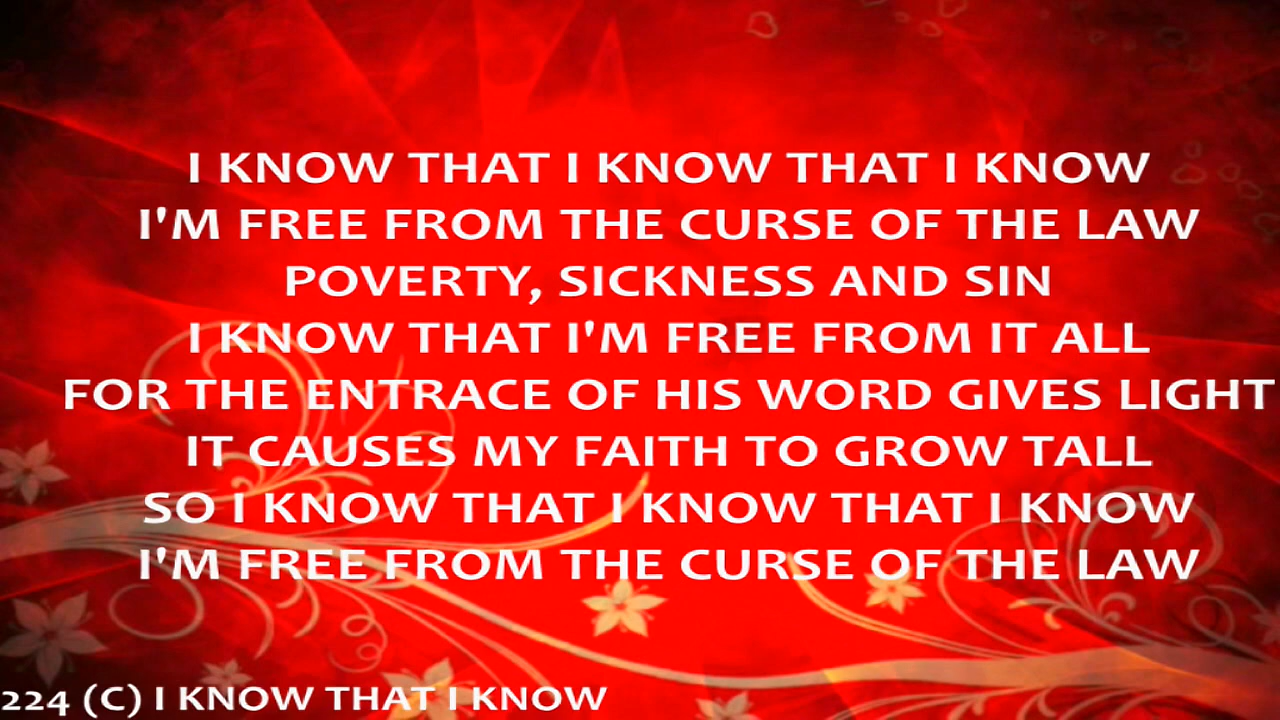 I KNOW THAT I KNOW THAT I KNOW
I'M FREE FROM THE CURSE OF THE LAW
POVERTY, SICKNESS AND SIN
I KNOW THAT I'M FREE FROM IT ALL
FOR THE ENTRACE OF HIS WORD GIVES LIGHT
IT CAUSES MY FAITH TO GROW TALL
SO I KNOW THAT I KNOW THAT I KNOW
I'M FREE FROM THE CURSE OF THE LAW
224 (C) I KNOW THAT I KNOW